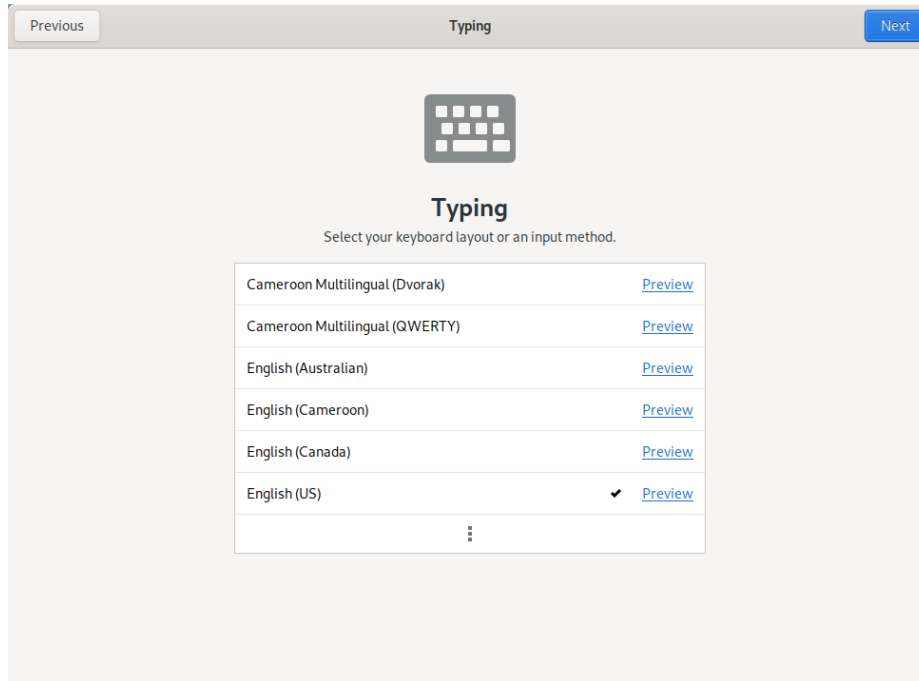 Previous Typing Next
Typing
Select your keyboard layout or an input method.
Cameroon Multilingual (Dvorak) Preview
Cameroon Multilingual (QWERTY) Preview
English (Australian) Preview
English (Cameroon) Preview
English (Canada) Preview
English (US) Preview